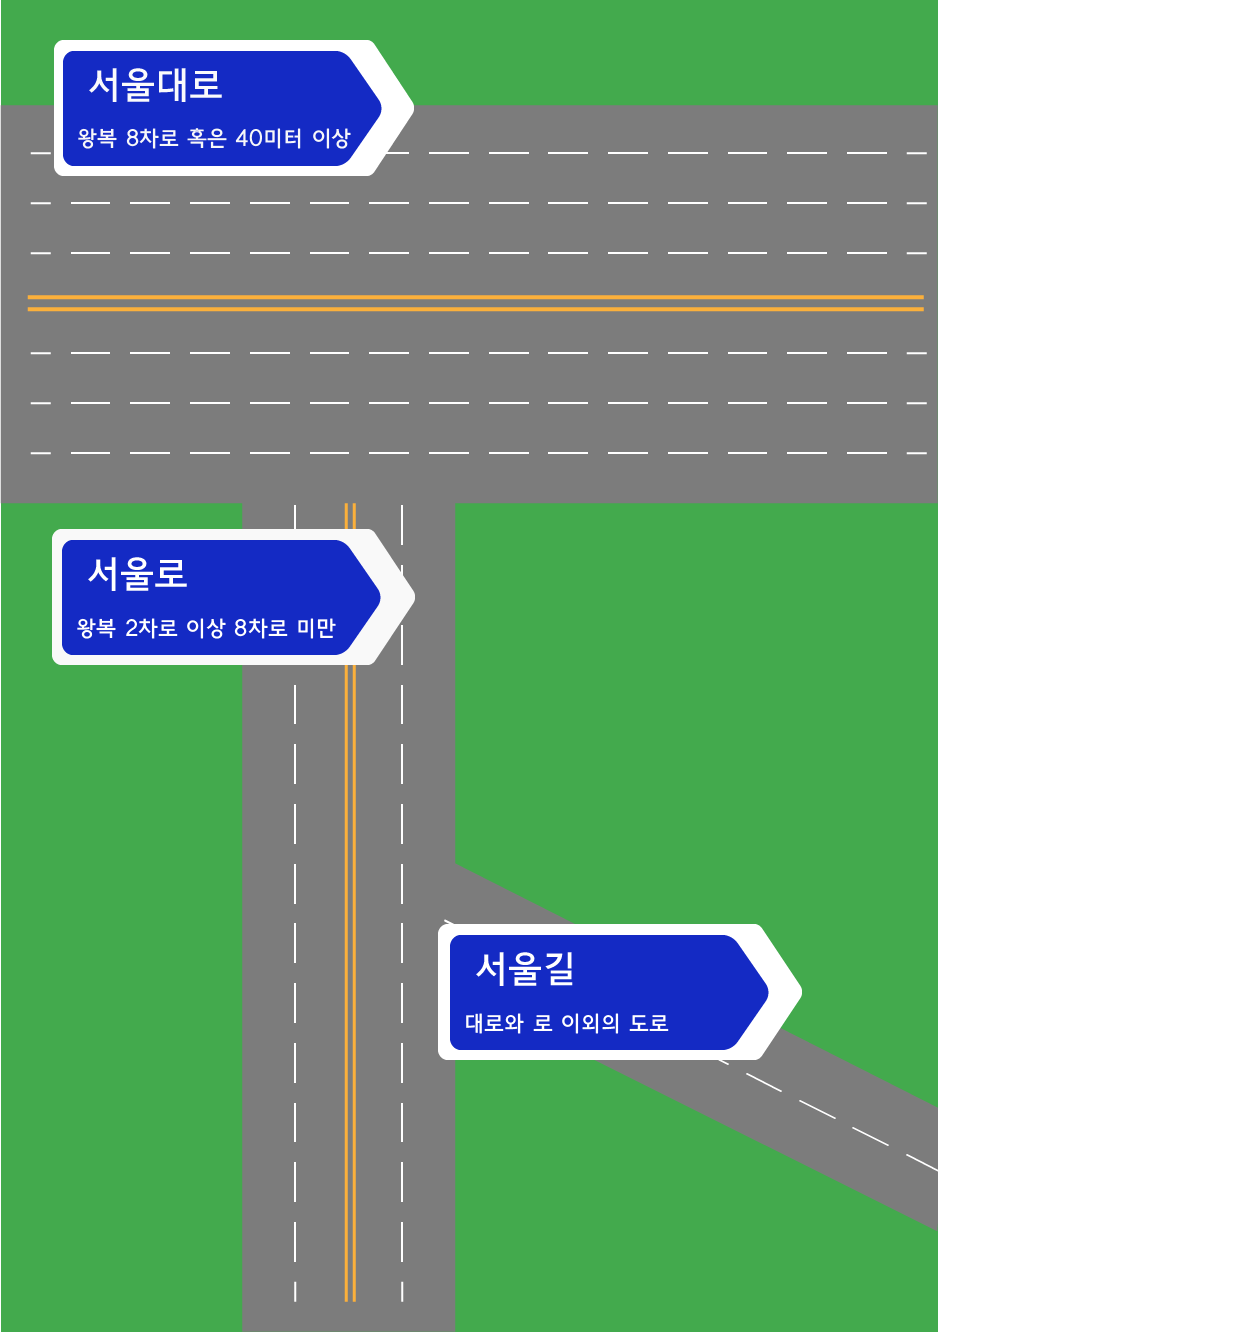 서울대로
왕복 8차로 혹은 40미터 이상
서울로
왕복 2차로 이상 8차로 미만
서울길
대로와 로 이외의 도로